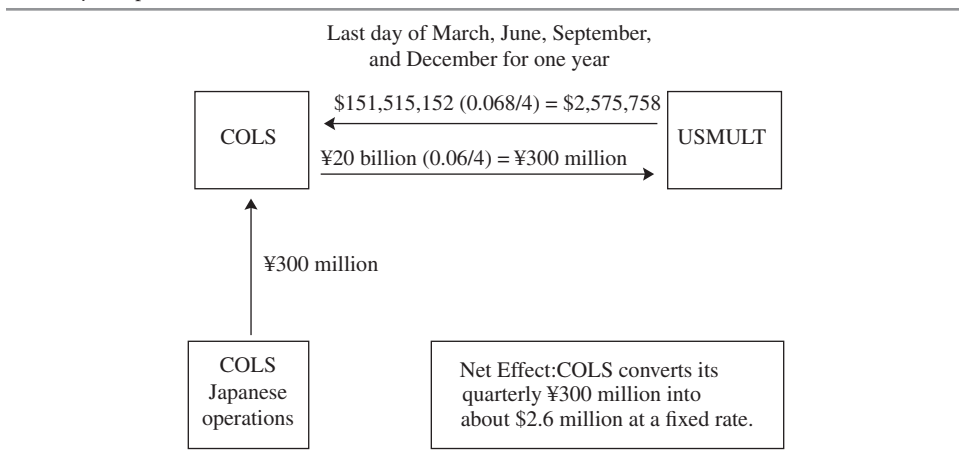 Last day of March, June, September,
and December for one year
$151,515,152 (0.068/4) = $2,575,758
COLS
USMULT
¥20 billion (0.06/4) = ¥300 million
¥300 million
COLS
Japanese
operations
Net Effect:COLS converts its
quarterly ¥300 million into
about $2.6 million at a fixed rate.